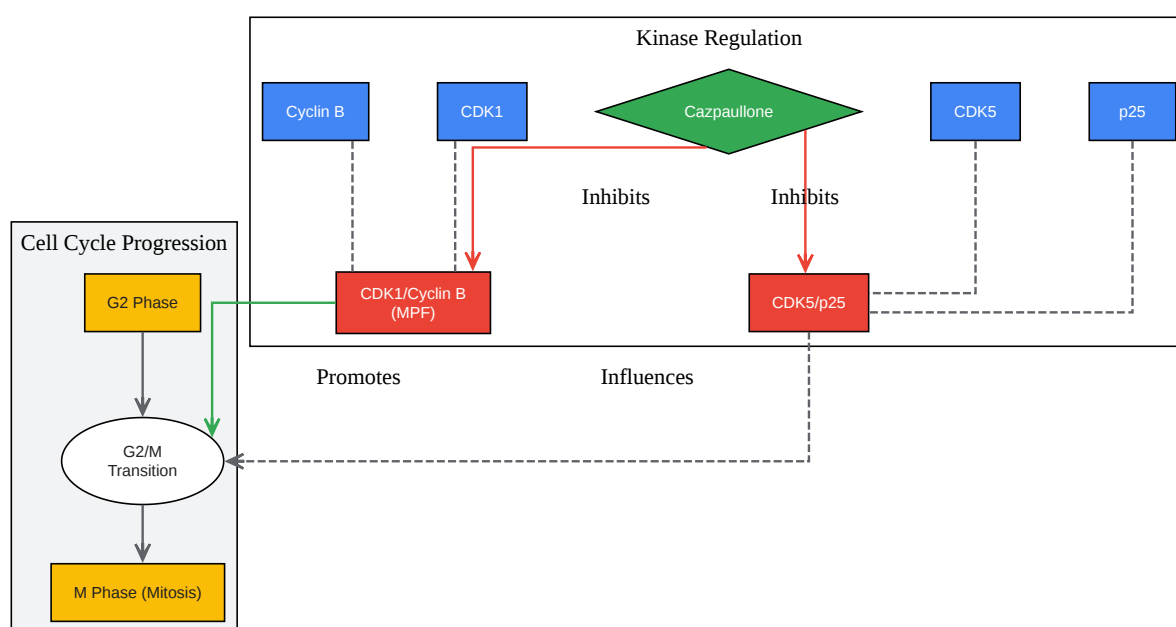 Kinase Regulation
Cyclin B
CDK1
Cazpaullone
CDK5
p25
Inhibits
Inhibits
Cell Cycle Progression
G2 Phase
CDK1/Cyclin B
(MPF)
CDK5/p25
Promotes
Influences
G2/M
Transition
M Phase (Mitosis)